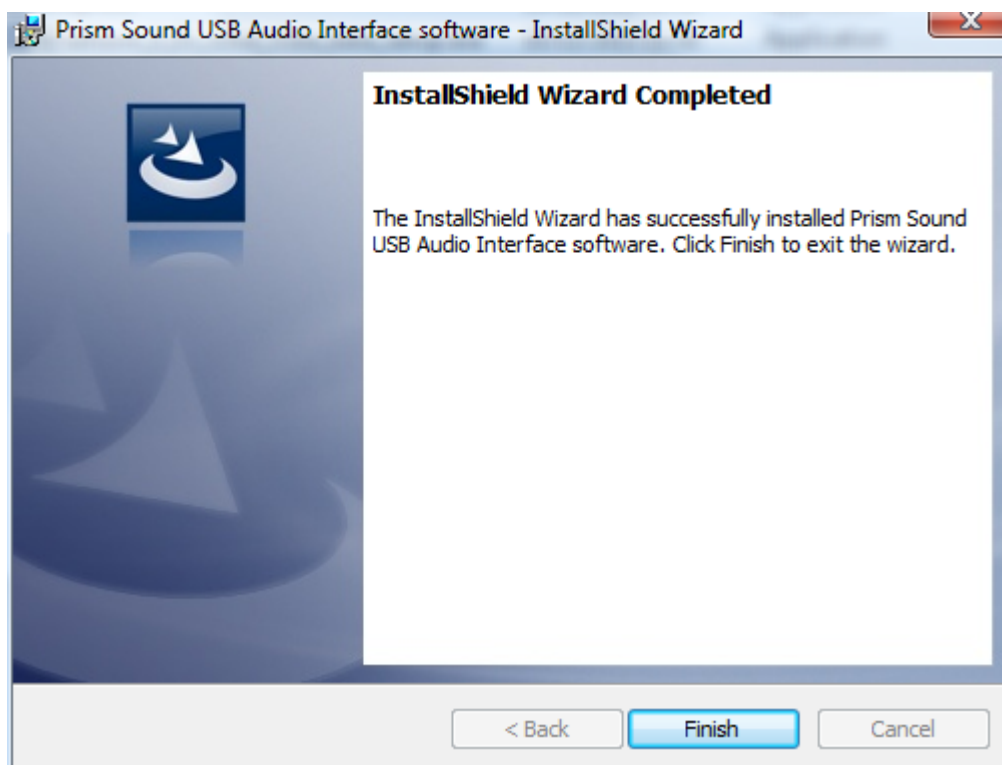 Prism Sound USB Audio Interface software - InstallShield Wizard
InstallShield Wizard Completed
The InstallShield Wizard has successfully installed Prism Sound
USB Audio Interface software. Click Finish to exit the wizard.
< Back Finish Cancel